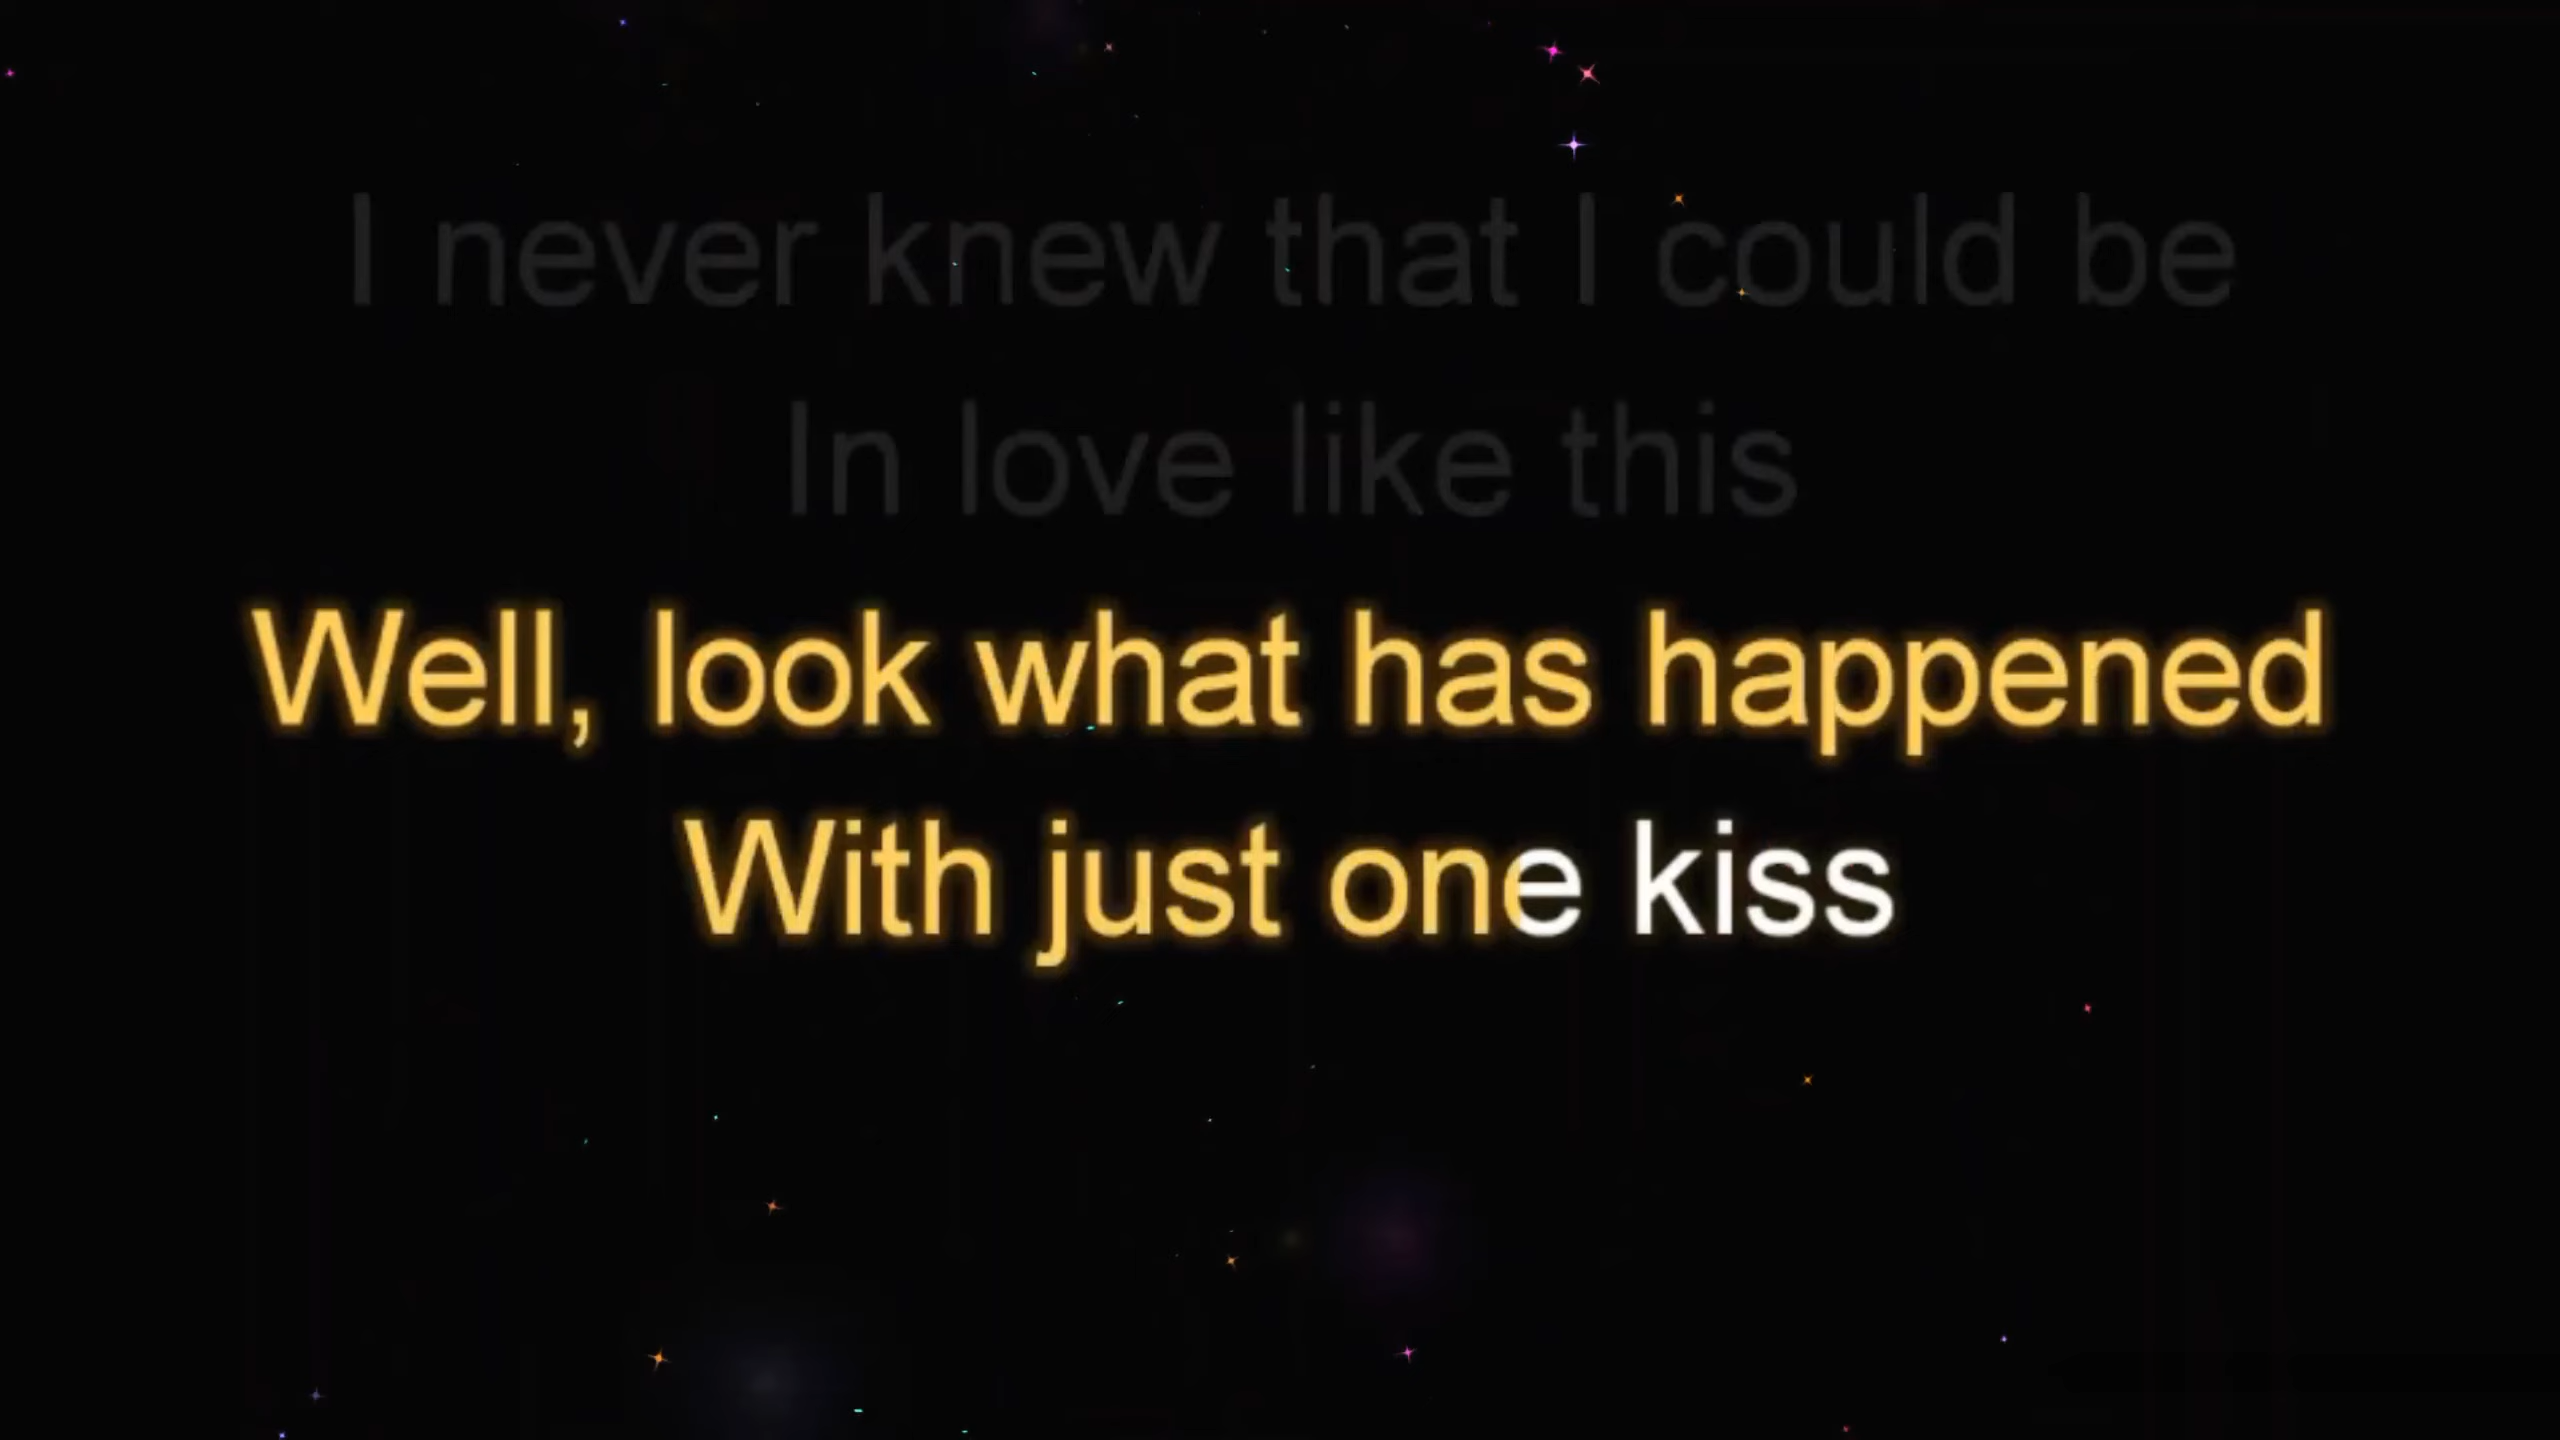 I never knew that I could be
In love like this
Well, look what has happened
With just one kiss